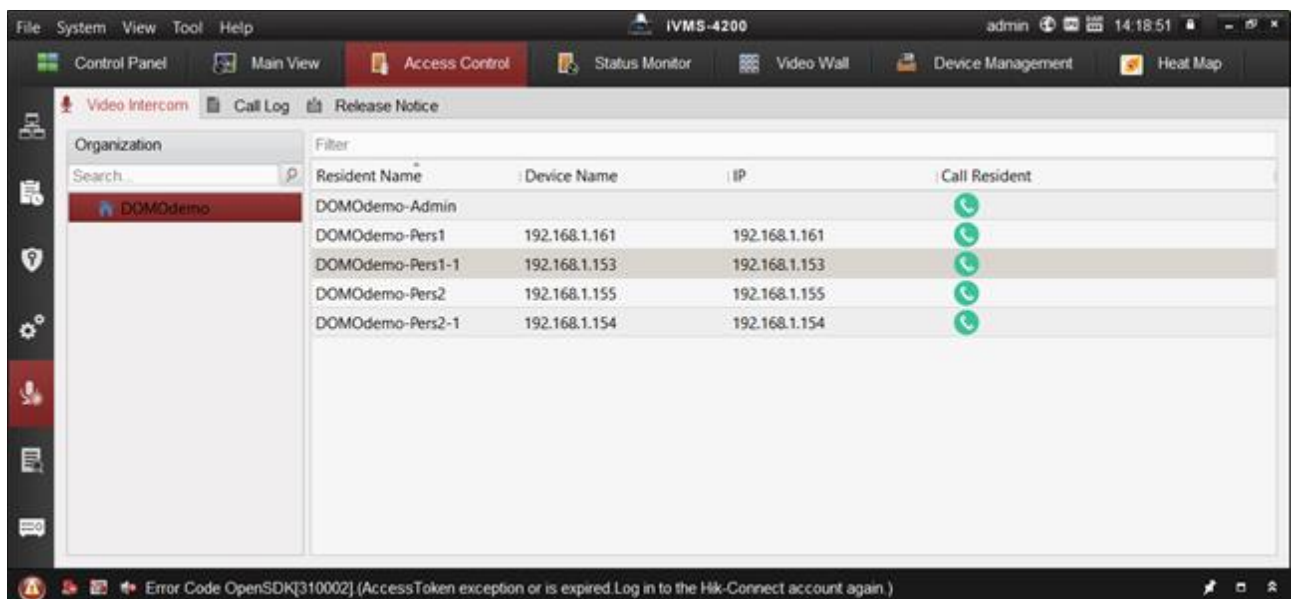 File System View Tool Help iVMS-4200 admin 14:18:51
Control Panel Main View Access Control Status Monitor Video Wall Device Management Heat Map
Video Intercom Call Log Release Notice
Organization Filter
Search... Resident Name Device Name IP Call Resident
DOMOdemo DOMOdemo-Admin
DOMOdemo-Pers1 192.168.1.161 192.168.1.161
DOMOdemo-Pers1-1 192.168.1.153 192.168.1.153
DOMOdemo-Pers2 192.168.1.155 192.168.1.155
DOMOdemo-Pers2-1 192.168.1.154 192.168.1.154
Error Code OpenSDK[310002].(AccessToken exception or is expired.Log in to the Hik-Connect account again.)